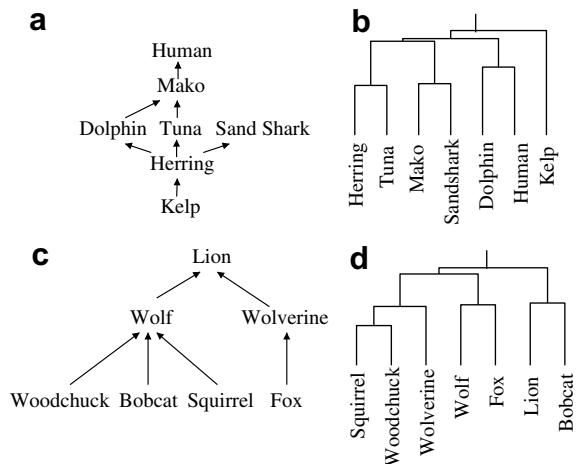 a
Human
Mako
Dolphin Tuna Sand Shark
Herring
Kelp
b
Herring
Tuna
Mako
Sandshark
Dolphin
Human
Kelp
c
Lion
Wolf Wolverine
Woodchuck Bobcat Squirrel Fox
d
Squirrel
Woodchuck
Wolverine
Wolf
Fox
Lion
Bobcat